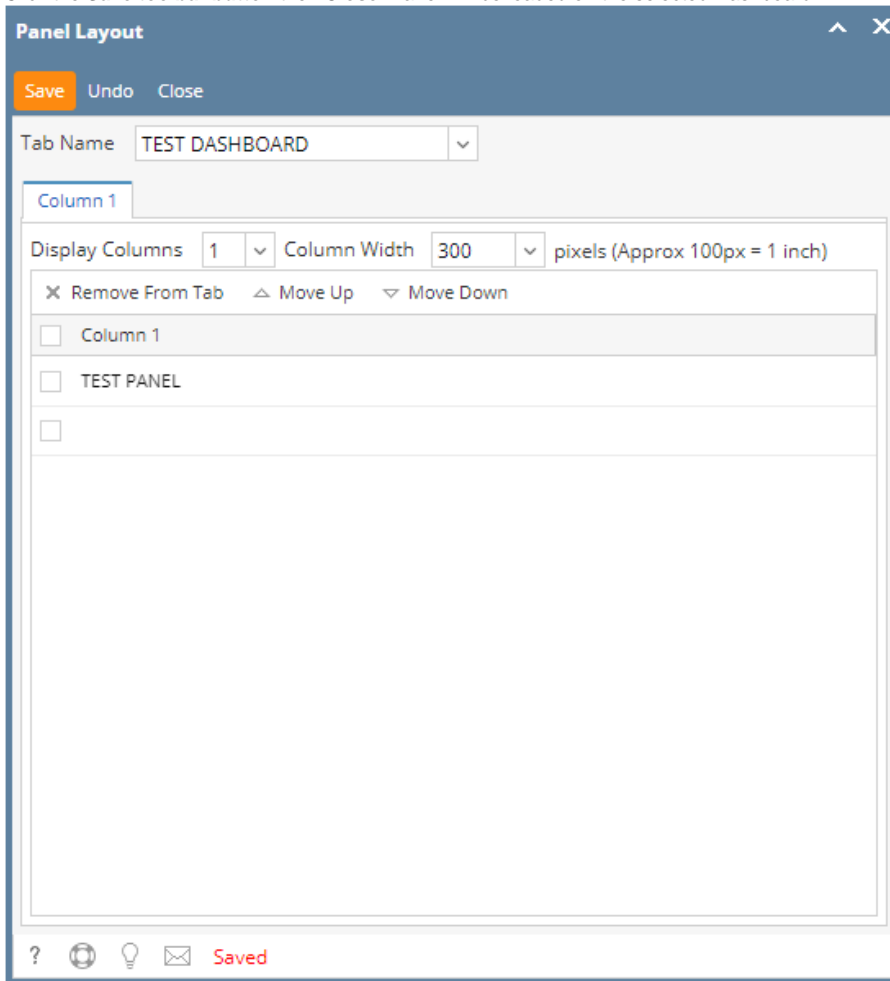 Panel Layout
Save Undo Close
Tab Name TEST DASHBOARD
Column 1
Display Columns 1 Column Width 300 pixels (Approx 100px = 1 inch)
Remove From Tab Move Up Move Down
Column 1
TEST PANEL
? Saved